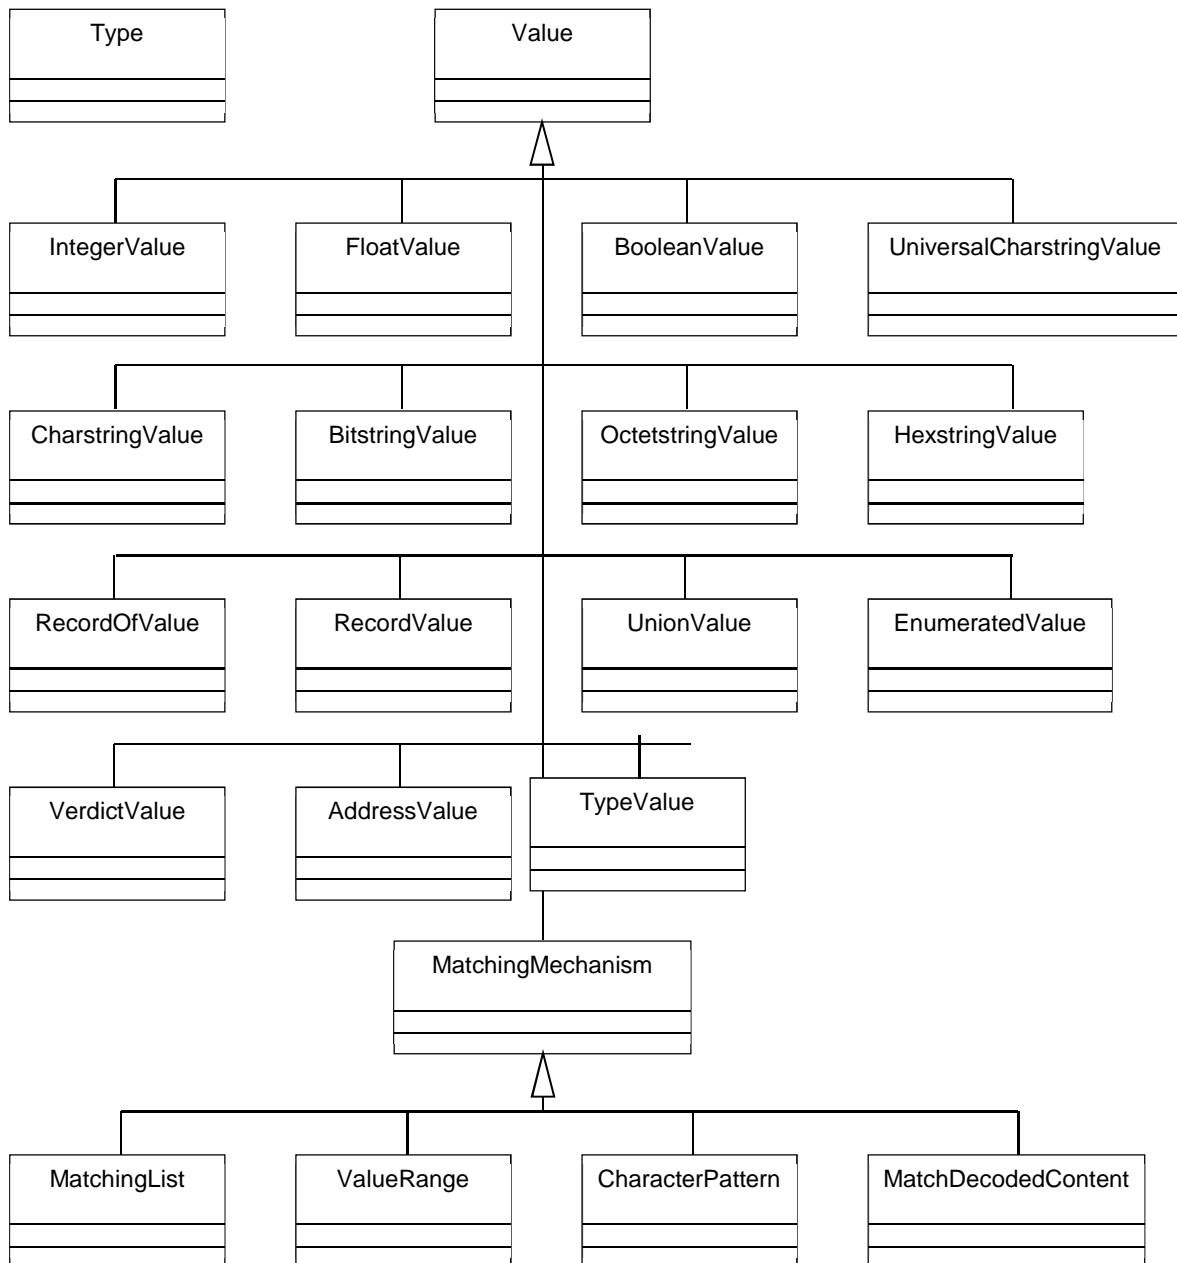 Type
Value
IntegerValue
FloatValue
BooleanValue
UniversalCharstringValue
CharstringValue
BitstringValue
OctetstringValue
HexstringValue
RecordOfValue
RecordValue
UnionValue
EnumeratedValue
VerdictValue
AddressValue
TypeValue
MatchingMechanism
MatchingList
ValueRange
CharacterPattern
MatchDecodedContent